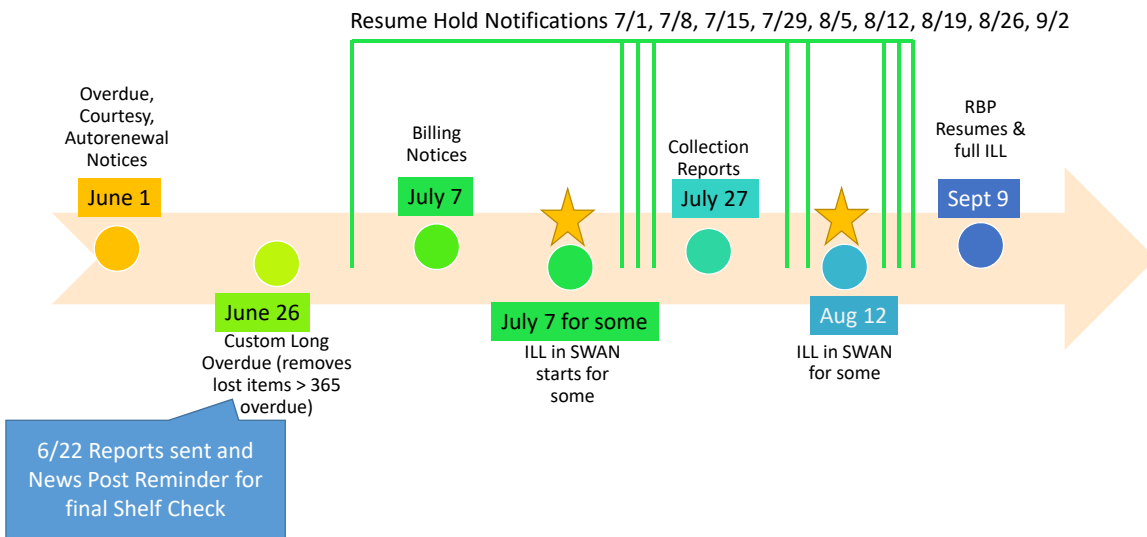 Resume Hold Notifications 7/1, 7/8, 7/15, 7/29, 8/5, 8/12, 8/19, 8/26, 9/2
Overdue,
Courtesy,
Autorenewal
Notices
June 1
June 26
Custom Long
Overdue (removes
lost items > 365
overdue)
6/22 Reports sent and
News Post Reminder for
final Shelf Check
Billing
Notices
July 7
July 7 for some
ILL in SWAN
starts for
some
Collection
Reports
July 27
Aug 12
ILL in SWAN
for some
RBP
Resumes &
full ILL
Sept 9